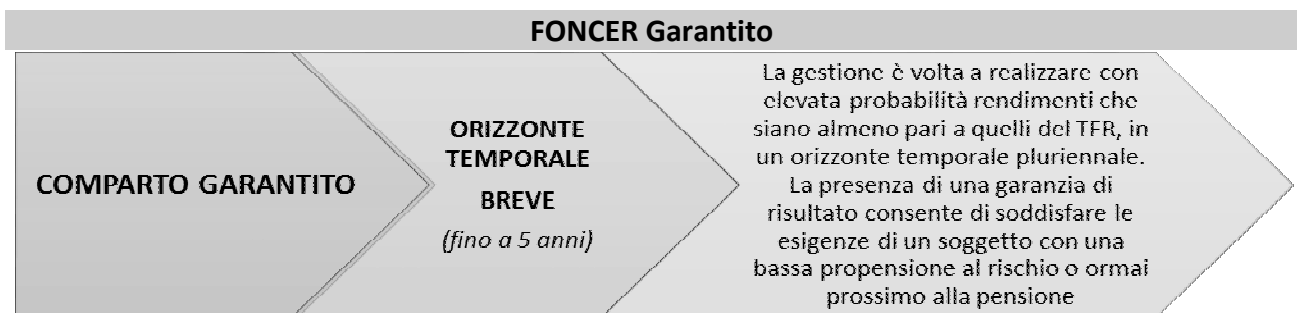 FONCER Garantito
COMPARTO GARANTITO
ORIZZONTE
TEMPORALE
BREVE
(fino a 5 anni)
La gestione è volta a realizzare con
elevata probabilità rendimenti che
siano almeno pari a quelli del TFR, in
un orizzonte temporale pluriennale.
La presenza di una garanzia di
risultato consente di soddisfare le
esigenze di un soggetto con una
bassa propensione al rischio o ormai
prossimo alla pensione